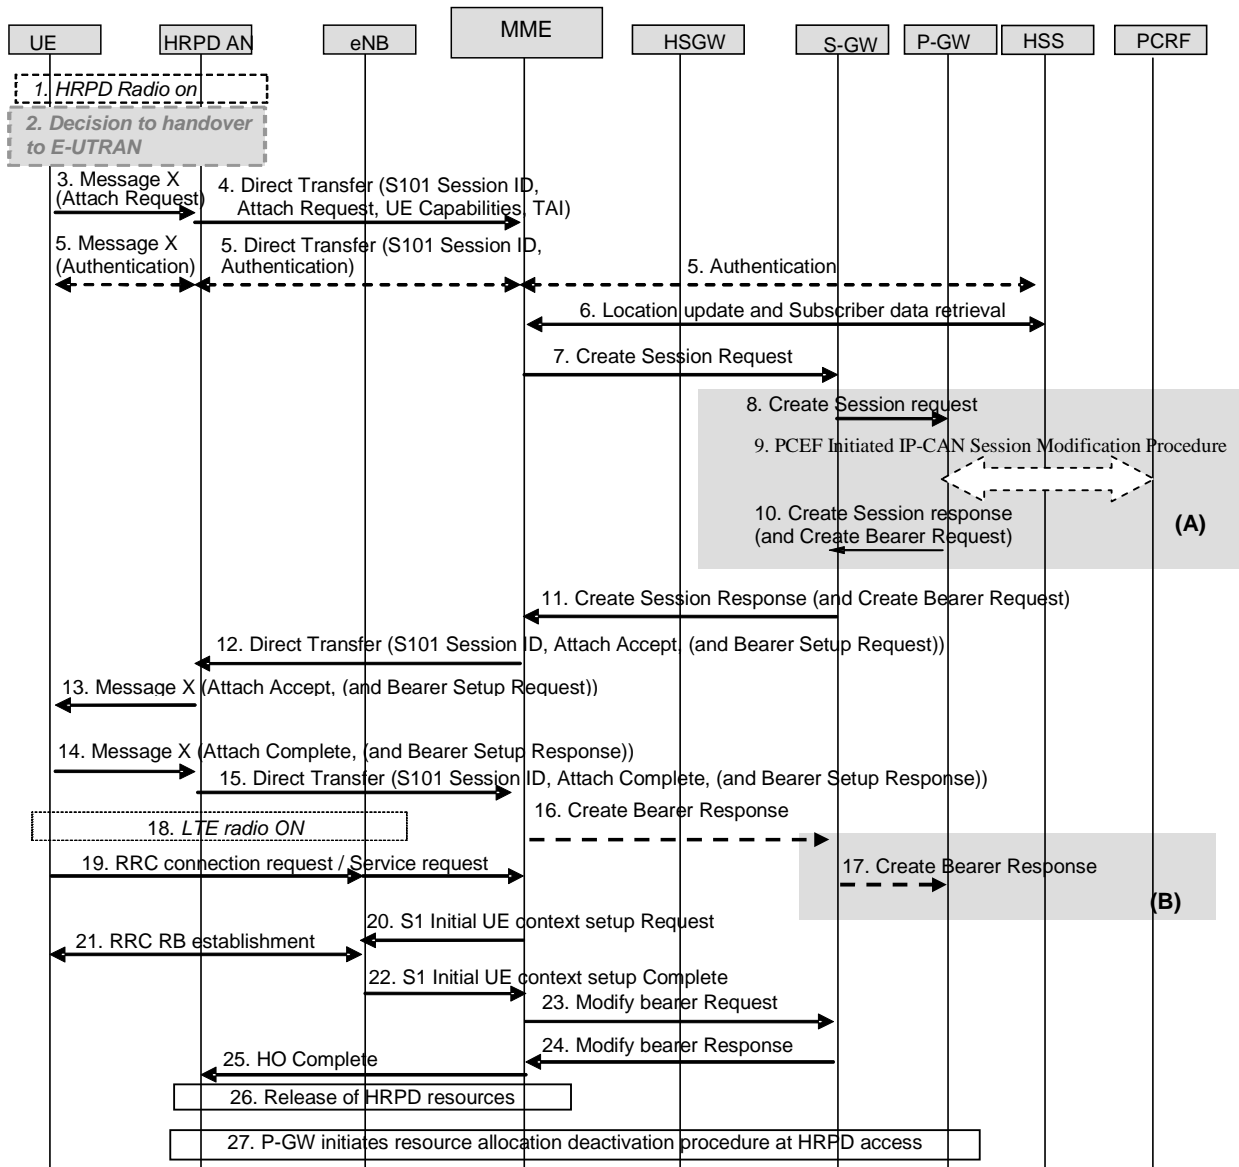 UE
HRPD AN
eNB
MME
HSGW
S-GW
P-GW
HSS
PCRF
1. HRPD Radio on
2. Decision to handover
to E-UTRAN
3. Message X
(Attach Request)
4. Direct Transfer (S101 Session ID,
Attach Request, UE Capabilities, TAI)
5. Message X
(Authentication)
5. Direct Transfer (S101 Session ID,
Authentication)
5. Authentication
6. Location update and Subscriber data retrieval
7. Create Session Request
8. Create Session request
9. PCEF Initiated IP-CAN Session Modification Procedure
10. Create Session response
(and Create Bearer Request)
(A)
11. Create Session Response (and Create Bearer Request)
12. Direct Transfer (S101 Session ID, Attach Accept, (and Bearer Setup Request))
13. Message X (Attach Accept, (and Bearer Setup Request))
14. Message X (Attach Complete, (and Bearer Setup Response))
15. Direct Transfer (S101 Session ID, Attach Complete, (and Bearer Setup Response))
16. Create Bearer Response
18. LTE radio ON
17. Create Bearer Response
19. RRC connection request / Service request
(B)
20. S1 Initial UE context setup Request
21. RRC RB establishment
22. S1 Initial UE context setup Complete
23. Modify bearer Request
24. Modify bearer Response
25. HO Complete
26. Release of HRPD resources
27. P-GW initiates resource allocation deactivation procedure at HRPD access